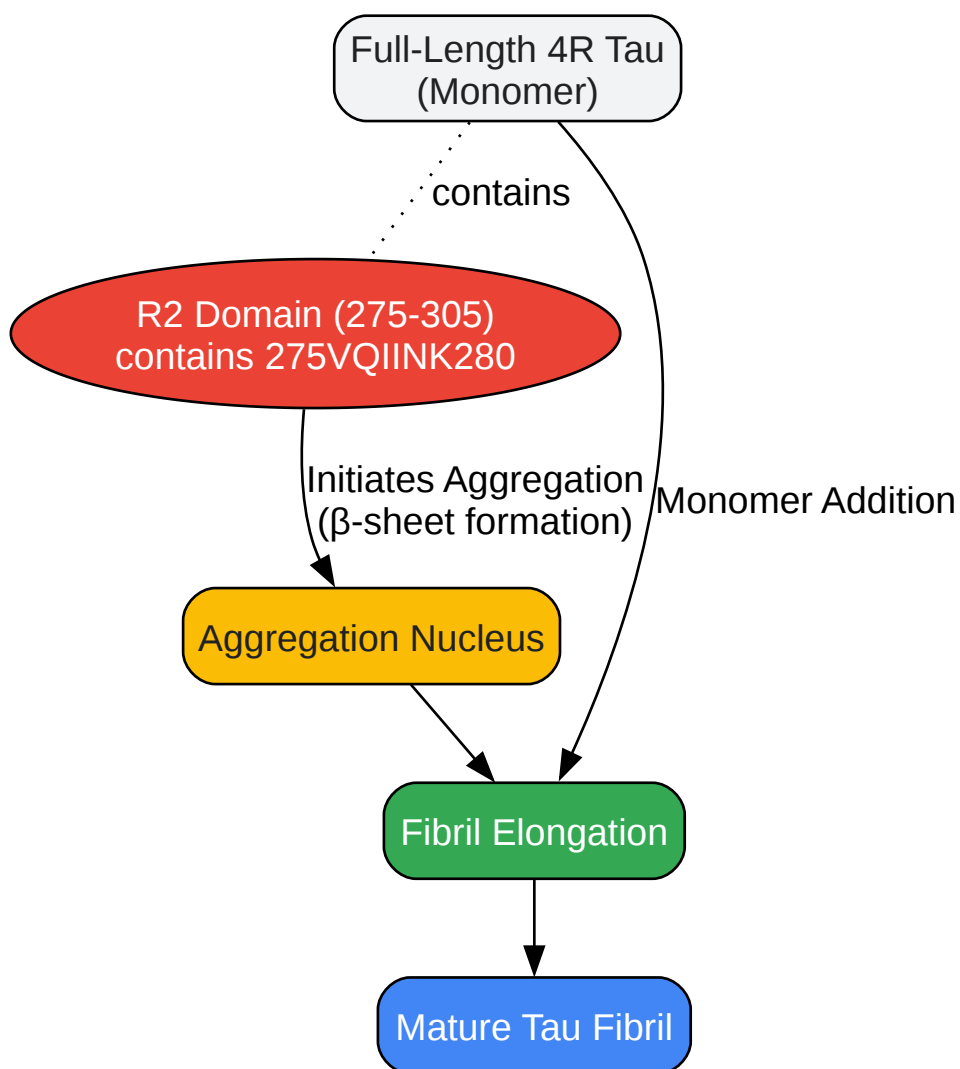 Full-Length 4R Tau
(Monomer)
contains
R2 Domain (275-305)
contains 275VQIINK280
Initiates Aggregation
(β-sheet formation)
Monomer Addition
Aggregation Nucleus
Fibril Elongation
Mature Tau Fibril